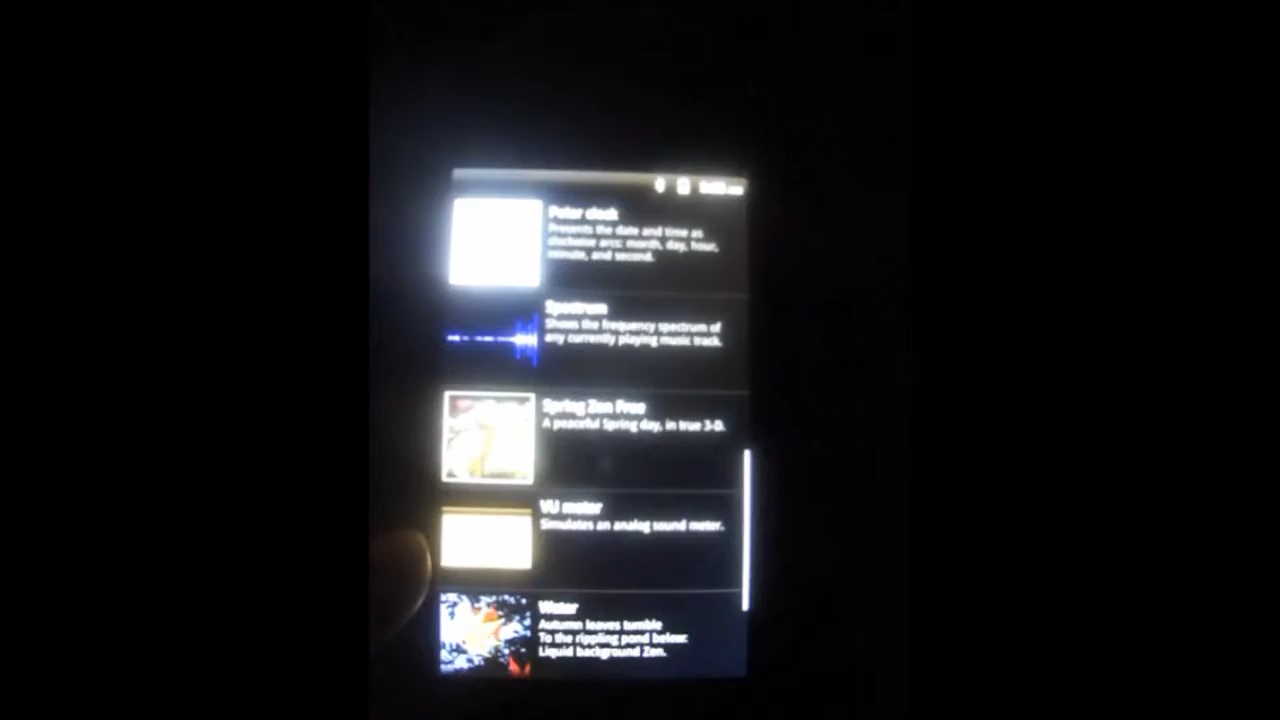 Polar clock
Presents the date and time as
clockwise arcs: month, day, hour,
minute, and second.
Spectrum
Shows the frequency spectrum of
any currently playing music track.
Spring Zen Free
A peaceful Spring day, in true 3-D.
VU meter
Simulates an analog sound meter.
Water
Autumn leaves tumble
To the rippling pond below:
Liquid background Zen.